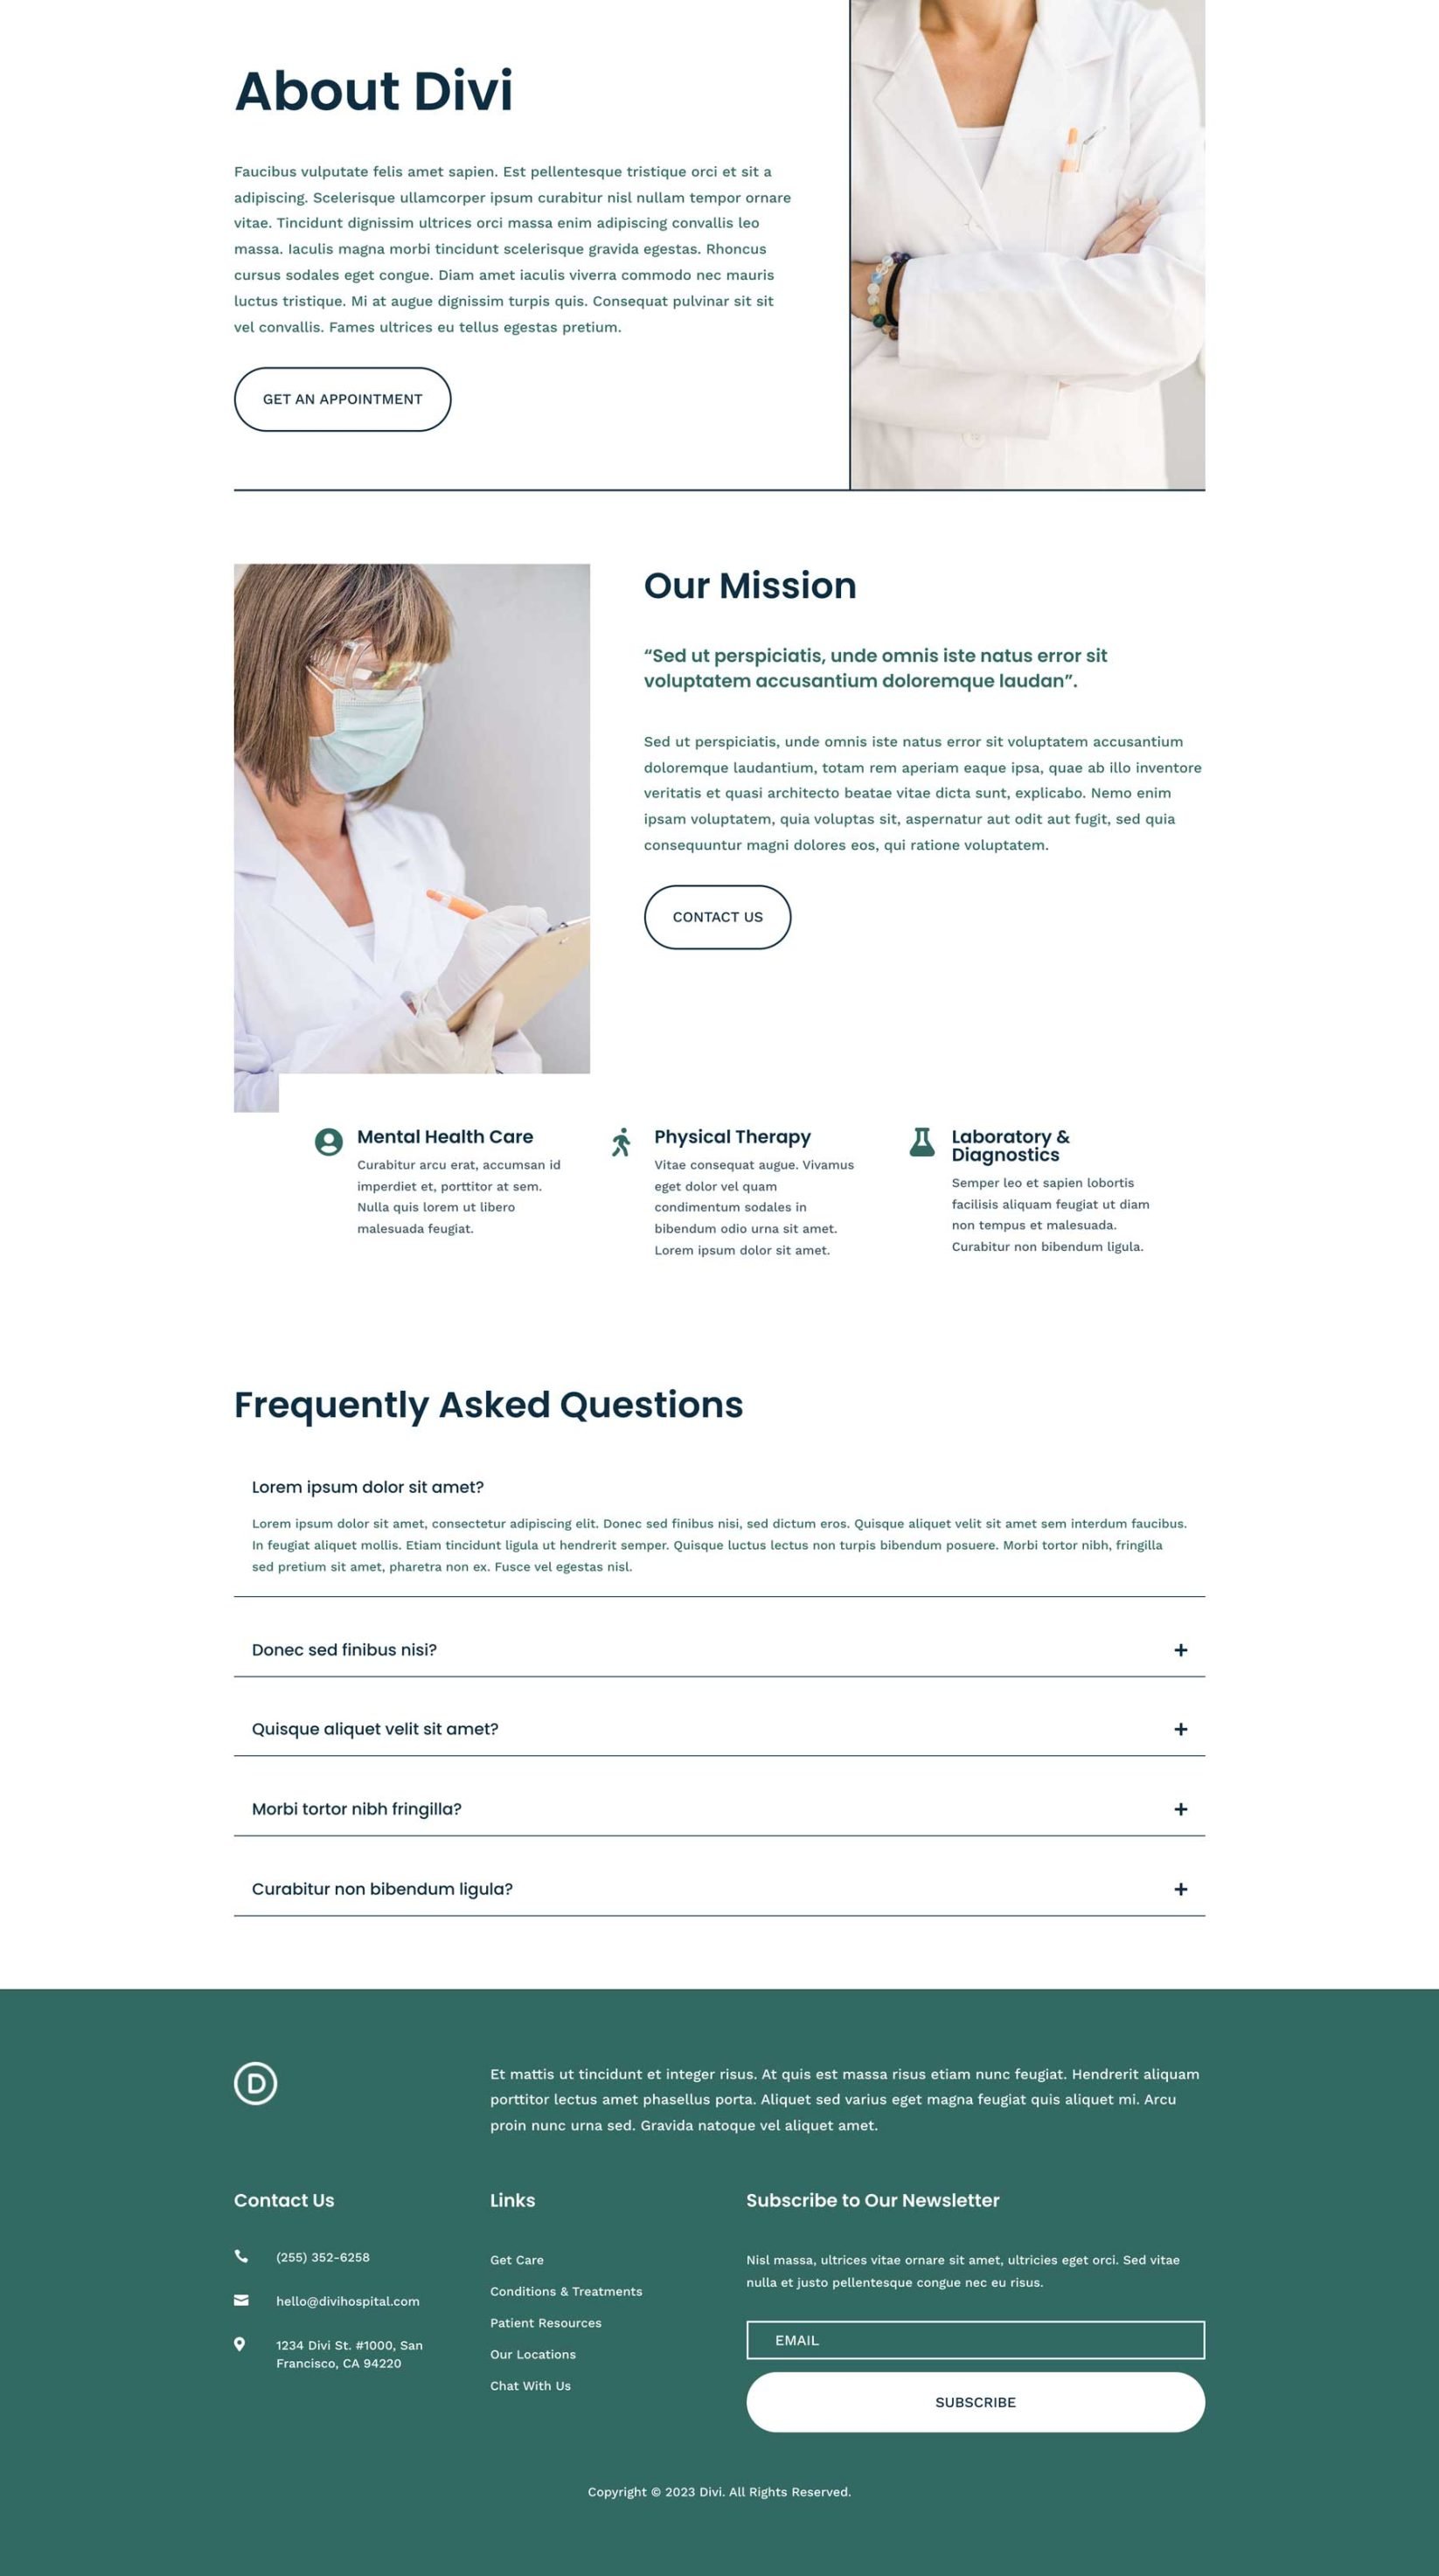 About Divi
Faucibus vulputate felis amet sapien. Est pellentesque tristique orci et sit a
adipiscing. Scelerisque ullamcorper ipsum curabitur nisl nullam tempor ornare
vitae. Tincidunt dignissim ultrices orci massa enim adipiscing convallis leo
massa. Iaculis magna morbi tincidunt scelerisque gravida egestas. Rhoncus
cursus sodales eget congue. Diam amet iaculis viverra commodo nec mauris
luctus tristique. Mi at augue dignissim turpis quis. Consequat pulvinar sit sit
vel convallis. Fames ultrices eu tellus egestas pretium.
GET AN APPOINTMENT
Our Mission
“Sed ut perspiciatis, unde omnis iste natus error sit
voluptatem accusantium doloremque laudan”.
Sed ut perspiciatis, unde omnis iste natus error sit voluptatem accusantium
doloremque laudantium, totam rem aperiam eaque ipsa, quae ab illo inventore
veritatis et quasi architecto beatae vitae dicta sunt, explicabo. Nemo enim
ipsam voluptatem, quia voluptas sit, aspernatur aut odit aut fugit, sed quia
consequuntur magni dolores eos, qui ratione voluptatem.
CONTACT US
Mental Health Care
Curabitur arcu erat, accumsan id
imperdiet et, porttitor at sem.
Nulla quis lorem ut libero
malesuada feugiat.
Physical Therapy
Vitae consequat augue. Vivamus
eget dolor vel quam
condimentum sodales in
bibendum odio urna sit amet.
Lorem ipsum dolor sit amet.
Laboratory &
Diagnostics
Semper leo et sapien lobortis
facilisis aliquam feugiat ut diam
non tempus et malesuada.
Curabitur non bibendum ligula.
Frequently Asked Questions
Lorem ipsum dolor sit amet?
Lorem ipsum dolor sit amet, consectetur adipiscing elit. Donec sed finibus nisi, sed dictum eros. Quisque aliquet velit sit amet sem interdum faucibus.
In feugiat aliquet mollis. Etiam tincidunt ligula ut hendrerit semper. Quisque luctus lectus non turpis bibendum posuere. Morbi tortor nibh, fringilla
sed pretium sit amet, pharetra non ex. Fusce vel egestas nisl.
Donec sed finibus nisi?
Quisque aliquet velit sit amet?
Morbi tortor nibh fringilla?
Curabitur non bibendum ligula?
D
Et mattis ut tincidunt et integer risus. At quis est massa risus etiam nunc feugiat. Hendrerit aliquam
porttitor lectus amet phasellus porta. Aliquet sed varius eget magna feugiat quis aliquet mi. Arcu
proin nunc urna sed. Gravida natoque vel aliquet amet.
Contact Us
(255) 352-6258
hello@divihospital.com
1234 Divi St. #1000, San
Francisco, CA 94220
Links
Get Care
Conditions & Treatments
Patient Resources
Our Locations
Chat With Us
Subscribe to Our Newsletter
Nisl massa, ultrices vitae ornare sit amet, ultricies eget orci. Sed vitae
nulla et justo pellentesque congue nec eu risus.
EMAIL
SUBSCRIBE
Copyright © 2023 Divi. All Rights Reserved.